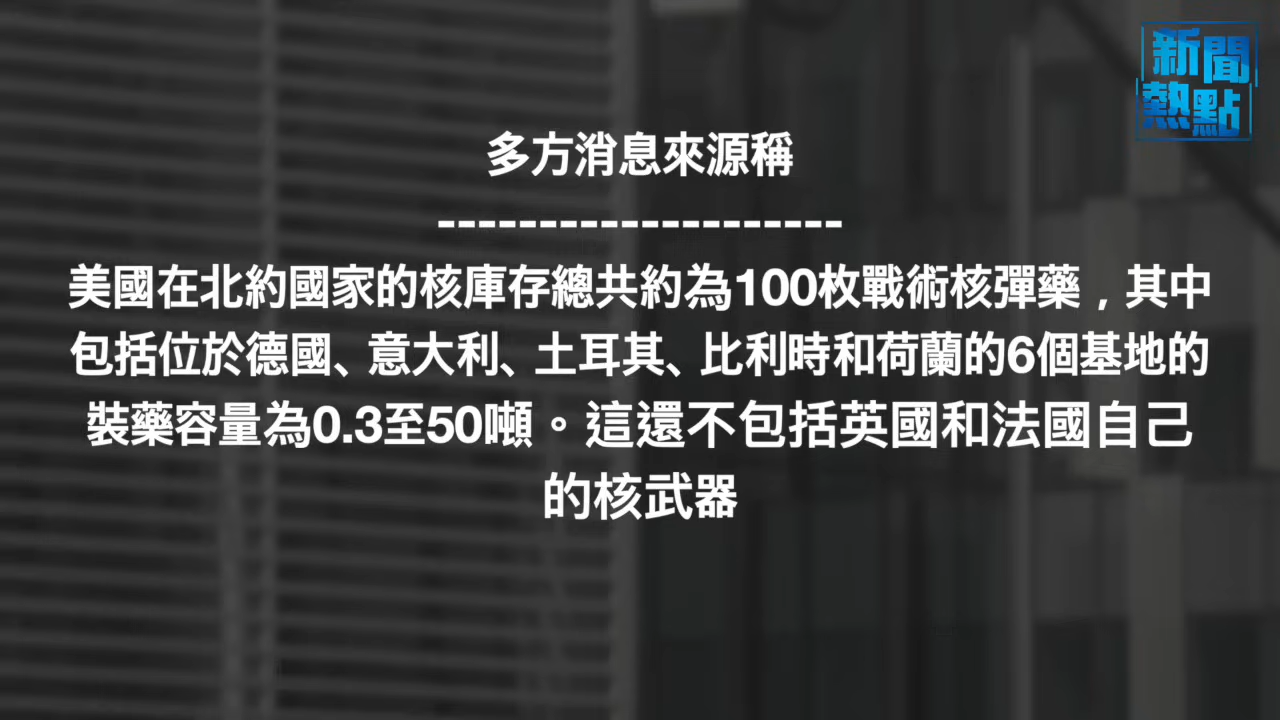 新聞
熱點
多方消息來源稱
--------------------
美國在北約國家的核庫存總共約為100枚戰術核彈藥，其中
包括位於德國、意大利、土耳其、比利時和荷蘭的6個基地的
裝藥容量為0.3至50噸。這還不包括英國和法國自己
的核武器